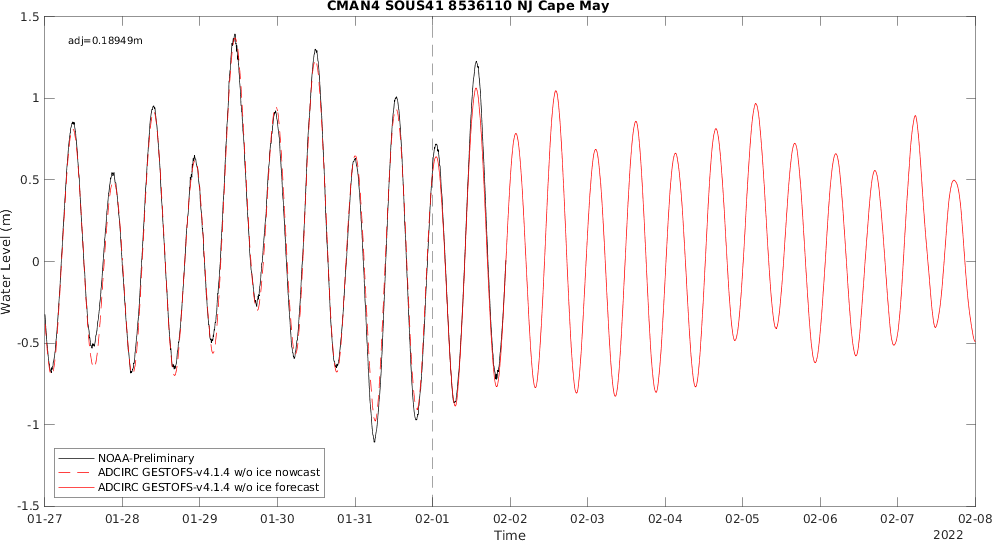 CMAN4 SOUS41 8536110 NJ Cape May
adj=0.18949m
1.5
1
0.5
0
-0.5
-1
-1.5
Water Level (m)
NOAA-Preliminary
ADCIRC GESTOFS-v4.1.4 w/o ice nowcast
ADCIRC GESTOFS-v4.1.4 w/o ice forecast
01-27 01-28 01-29 01-30 01-31 02-01 02-02 02-03 02-04 02-05 02-06 02-07 02-08
Time
2022